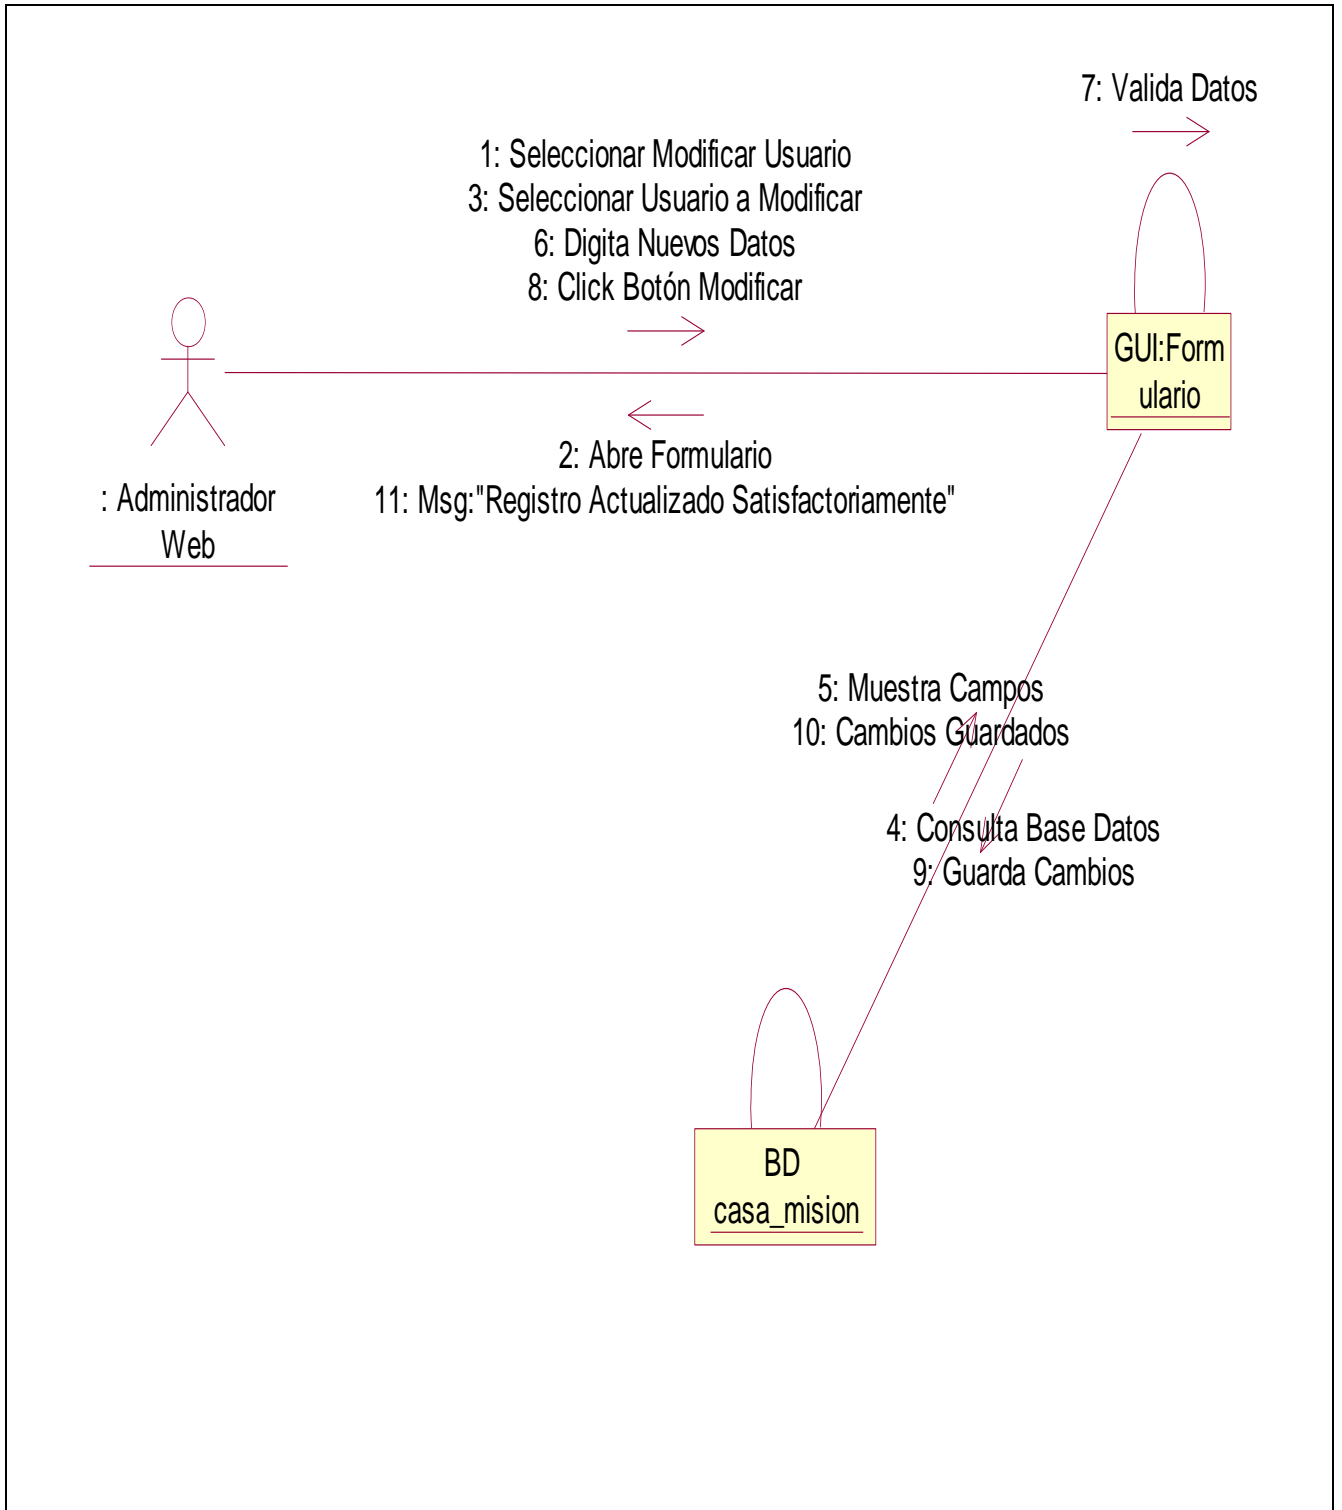 7: Valida Datos
1: Seleccionar Modificar Usuario
3: Seleccionar Usuario a Modificar
6: Digita Nuevos Datos
8: Click Botón Modificar
GUI:Form
ulario
2: Abre Formulario
11: Msg:"Registro Actualizado Satisfactoriamente"
: Administrador
Web
5: Muestra Campos
10: Cambios Guardados
4: Consulta Base Datos
9: Guarda Cambios
BD
casa_mision